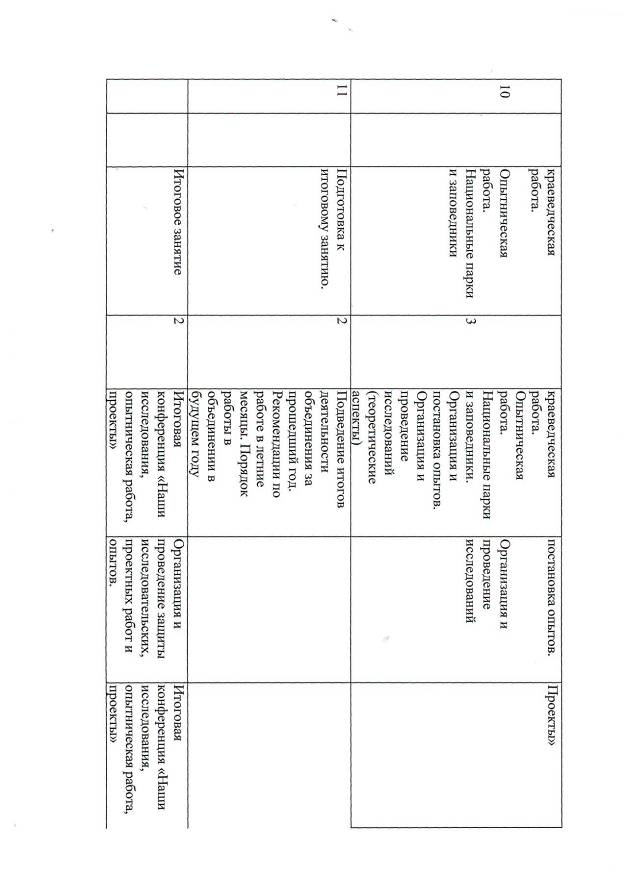 краеведческая
работа.
10
Опытническая
работа.
Национальные парки
и заповедники
3
краеведческая
работа.
Опытническая
работа.
Национальные парки
и заповедники.
Организация и
постановка опытов.
Организация и
проведение
исследований
(теоретические
аспекты)
постановка опытов.
Организация и
проведение
исследований
Проекты»
11
Подготовка к
итоговому занятию.
2
Подведение итогов
деятельности
объединения за
прошедший год.
Рекомендации по
работе в летние
месяцы. Порядок
работы в
объединении в
будущем году
Итоговое занятие
2
Итоговая
конференция «Наши
исследования,
опытническая работа,
проекты»
Организация и
проведение защиты
исследовательских,
проектных работ и
опытов.
Итоговая
конференция «Наши
исследования,
опытническая работа,
проекты»